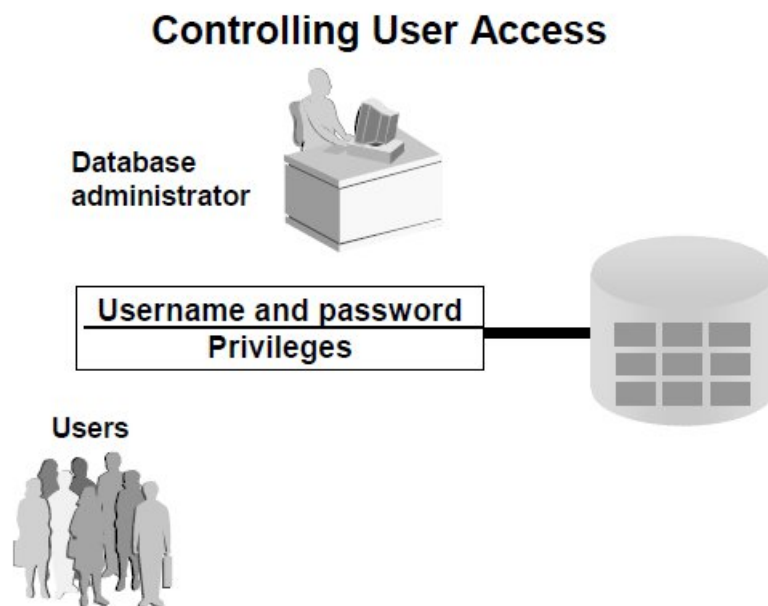 Controlling User Access
Database
administrator
Username and password
Privileges
Users